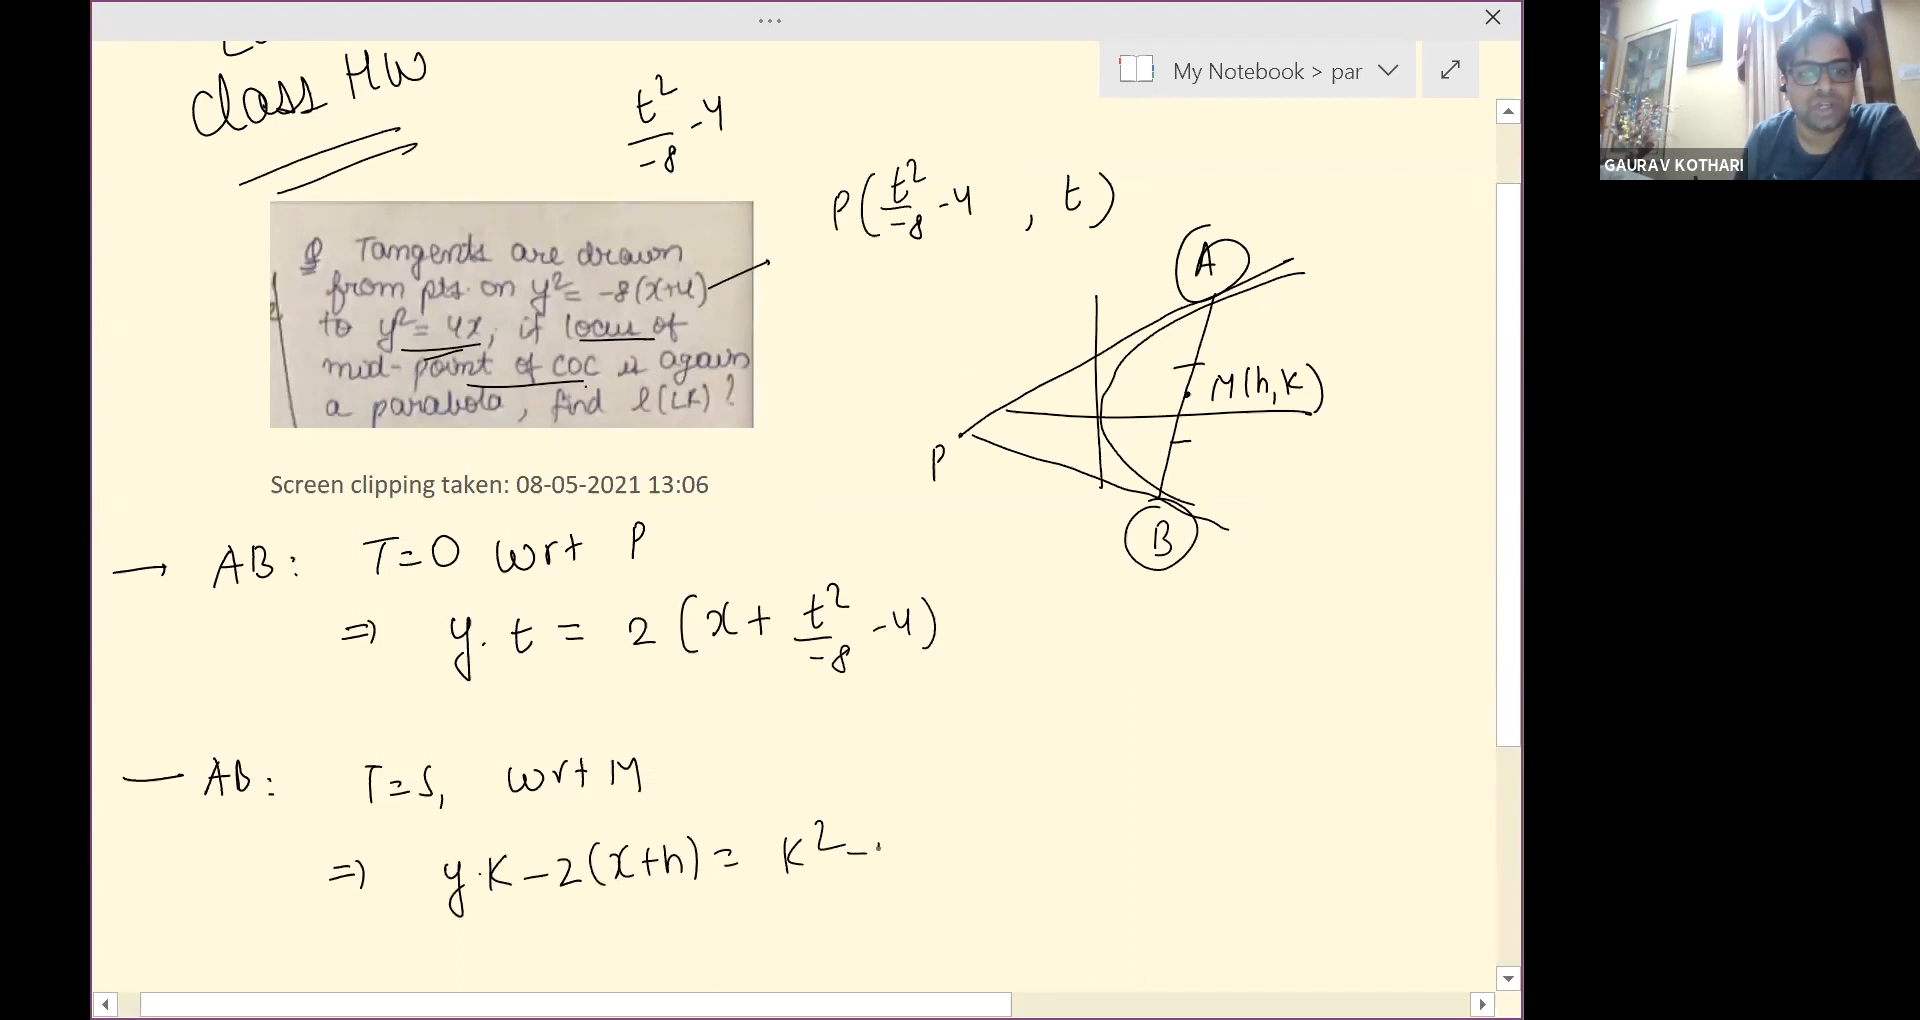 ...
My Notebook > par
GAURAV KOTHARI
class HW
t²/-8 - 4
P(t²/-8 - 4 , t)
Q Tangents are drawn
from pts. on y² = -8(x+4)
to y² = 4x, if locus of
mid-point of COC is again
a parabola, find l(LR)?
Screen clipping taken: 08-05-2021 13:06
A
M(h,k)
P
B
→ AB: T=0 wrt P
⇒ y.t = 2(x + t²/-8 - 4)
— AB: T=S₁ wrt M
⇒ y.k - 2(x+h) = k² - .